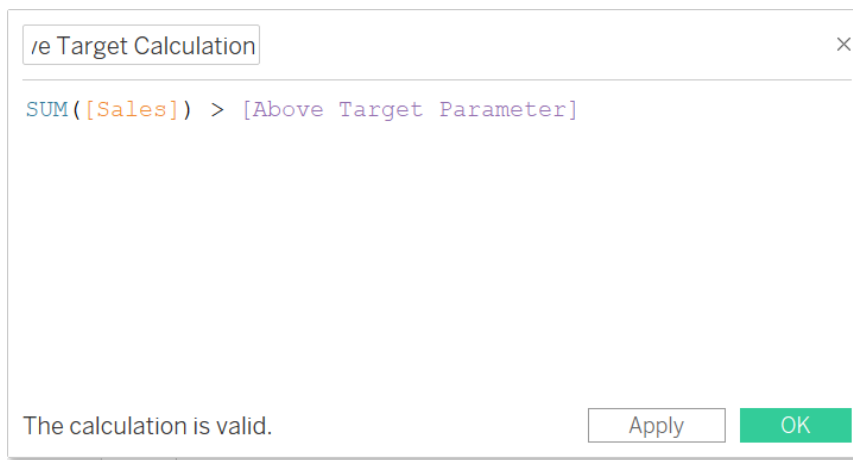 /e Target Calculation
SUM([Sales]) > [Above Target Parameter]
The calculation is valid.
Apply
OK